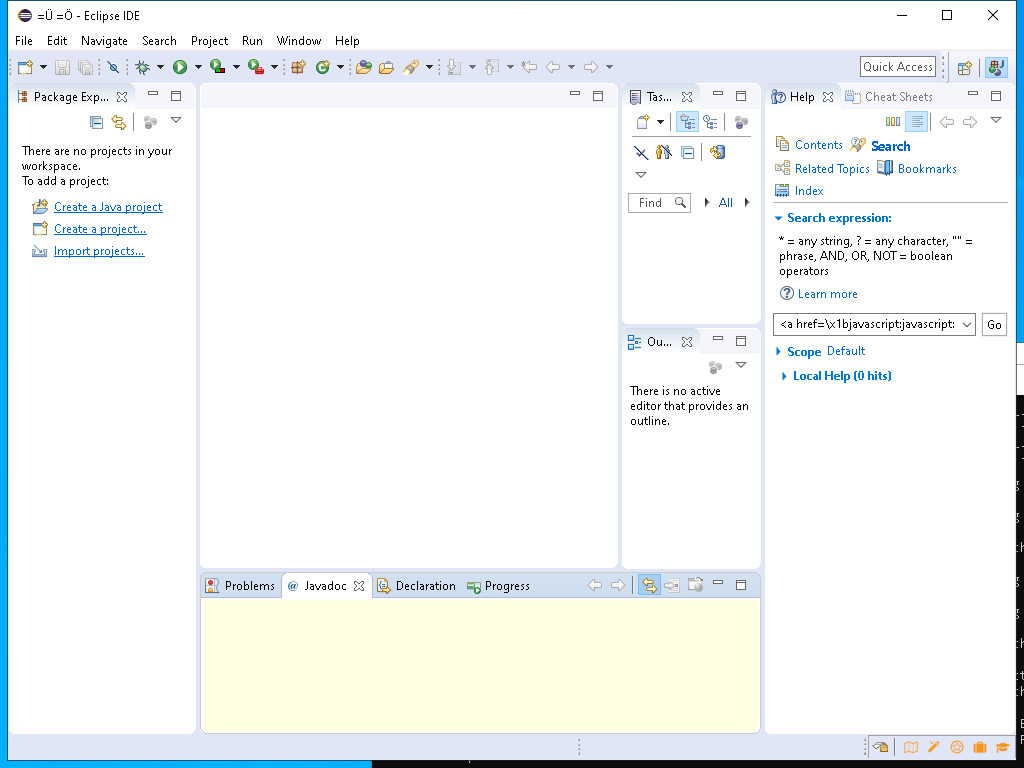 =Ü =Ö - Eclipse IDE
File Edit Navigate Search Project Run Window Help
Quick Access
Package Exp...
There are no projects in your
workspace.
To add a project:
Create a Java project
Create a project...
Import projects...
Tas...
Find
All
Ou...
There is no active
editor that provides an
outline.
Help
Cheat Sheets
Contents
Search
Related Topics
Bookmarks
Index
Search expression:
* = any string, ? = any character, "" =
phrase, AND, OR, NOT = boolean
operators
Learn more
<a href=\x1bjavascript:javascript:
Go
Scope Default
Local Help (0 hits)
Problems
@ Javadoc
Declaration
Progress